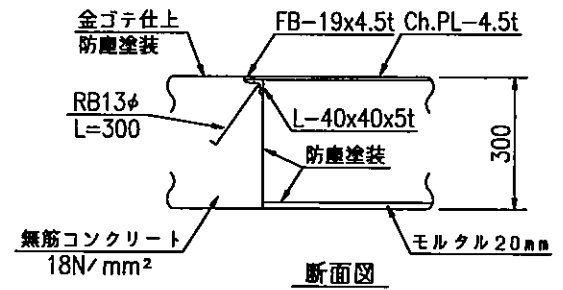 金ゴテ仕上
防塵塗装
FB-19x4.5t
Ch.PL-4.5t
RB13φ
L=300
L-40x40x5t
防塵塗装
300
無筋コンクリート
18N/mm²
モルタル20mm
断面図